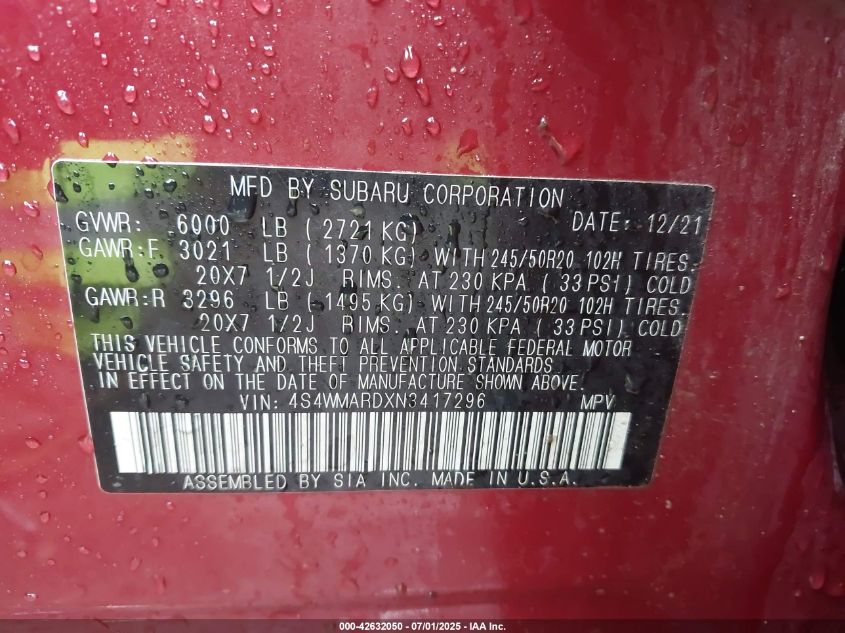 MFD BY SUBARU CORPORATION
GVWR: 6000 LB ( 2721 KG) DATE: 12/21
GAWR:F 3021 LB ( 1370 KG) WITH 245/50R20 102H TIRES.
20X7 1/2J RIMS. AT 230 KPA ( 33 PSI) COLD
GAWR:R 3296 LB ( 1495 KG) WITH 245/50R20 102H TIRES.
20X7 1/2J RIMS. AT 230 KPA ( 33 PSI) COLD
THIS VEHICLE CONFORMS TO ALL APPLICABLE FEDERAL MOTOR
VEHICLE SAFETY AND THEFT PREVENTION STANDARDS
IN EFFECT ON THE DATE OF MANUFACTURE SHOWN ABOVE.
VIN: 4S4WMARDXN3417296 MPV
ASSEMBLED BY SIA INC. MADE IN U.S.A.
000-42632050 - 07/01/2025 - IAA Inc.